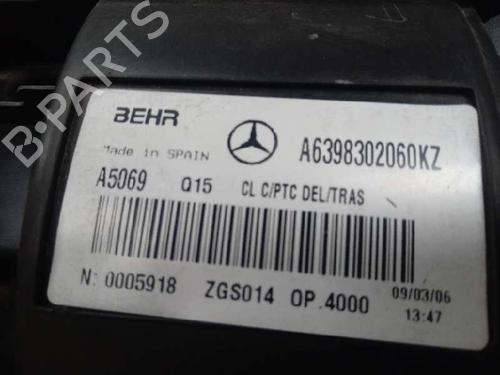 BEHR
Made in SPAIN
A6398302060KZ
A5069 Q15 CL C/PTC DEL/TRAS
N: 0005918 ZGS014 OP.4000
09/03/06
13:47
B-PARTS